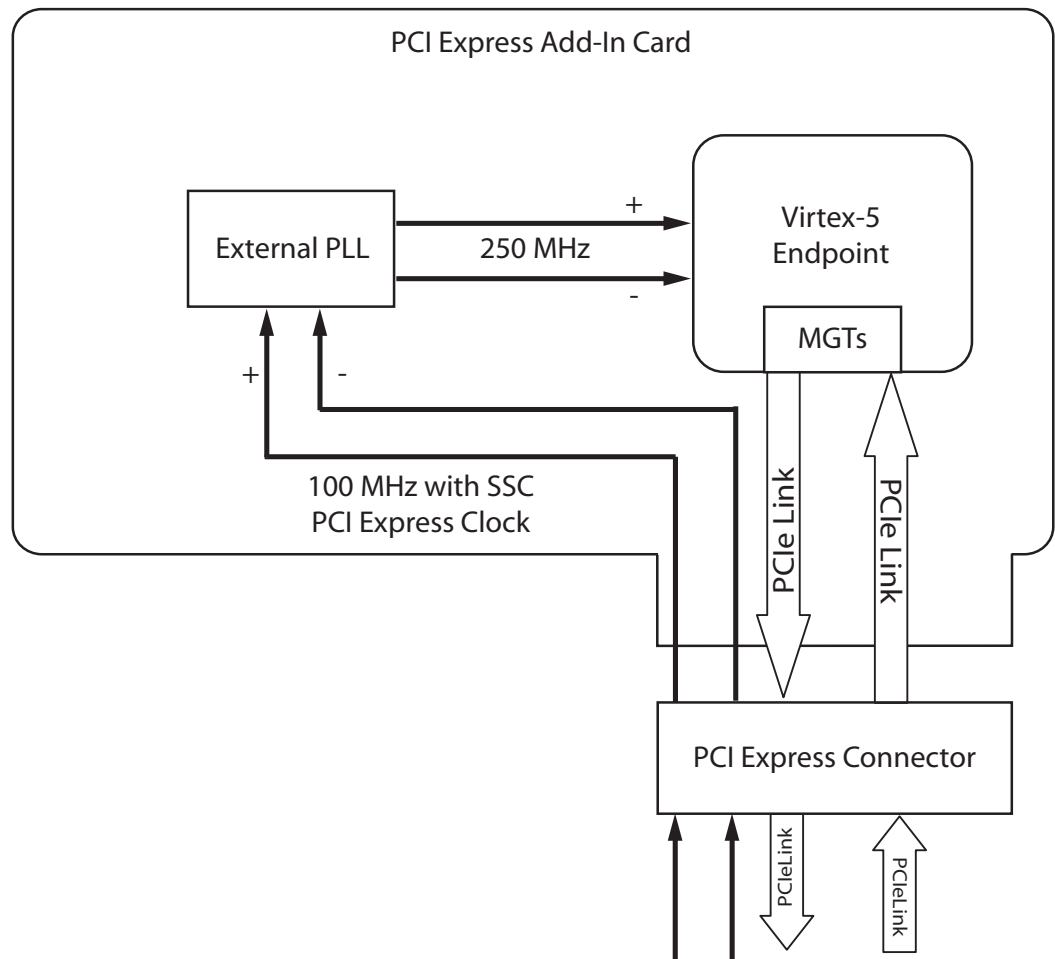 PCI Express Add-In Card
+
Virtex-5
Endpoint
External PLL
250 MHz
-
MGTs
+
-
100 MHz with SSC
PCI Express Clock
PCIe Link
PCIe Link
PCI Express Connector
PCIeLink
PCIeLink